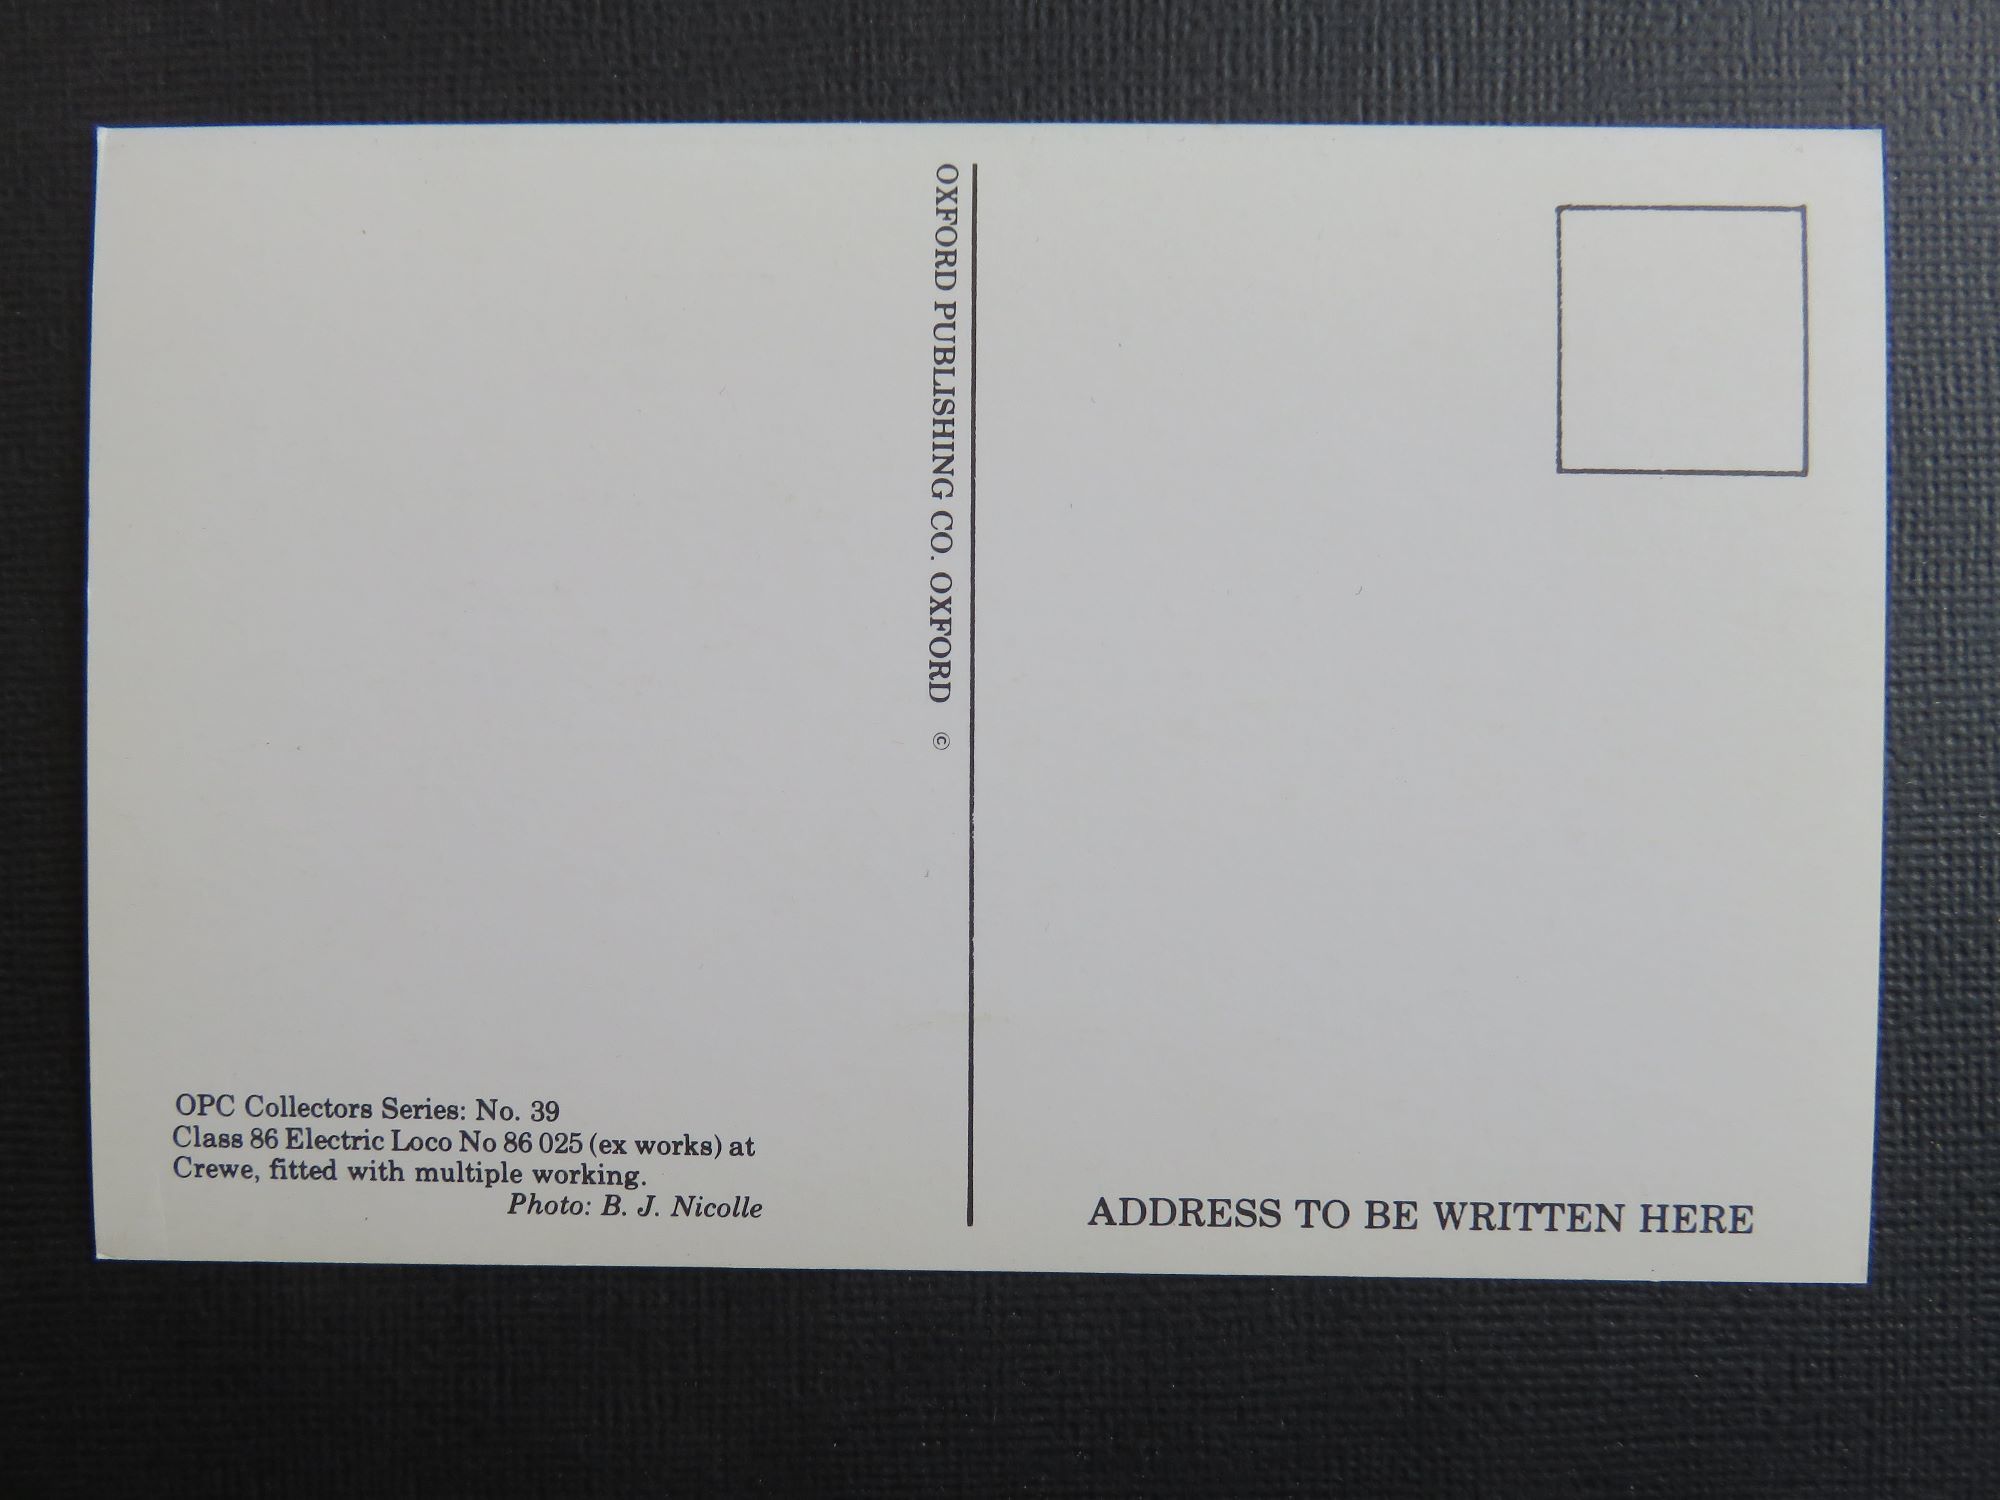 OXFORD PUBLISHING CO. OXFORD ©
OPC Collectors Series: No. 39
Class 86 Electric Loco No 86 025 (ex works) at
Crewe, fitted with multiple working.
Photo: B. J. Nicolle
ADDRESS TO BE WRITTEN HERE